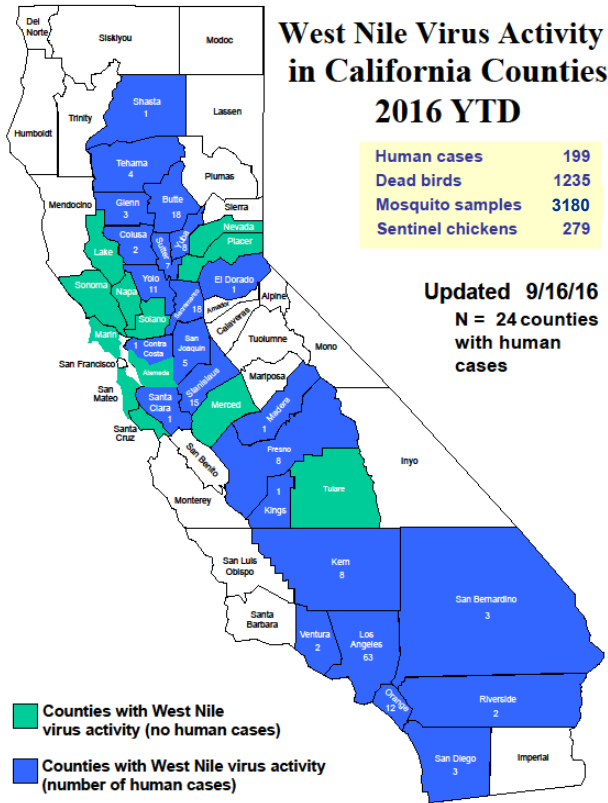 West Nile Virus Activity
in California Counties
2016 YTD
Human cases 199
Dead birds 1235
Mosquito samples 3180
Sentinel chickens 279
Updated 9/16/16
N = 24 counties
with human
cases
Del
Norte
Siskiyou
Modoc
Shasta
1
Trinity
Humboldt
Lassen
Tehama
4
Plumas
Mendocino
Glenn
3
Butte
18
Sierra
Nevada
Placer
Colusa
2
Sutter
Yuba
Lake
Sonoma
Napa
Yolo
11
El Dorado
1
Sacramento
18
Alpine
Amador
Solano
Calaveras
Marin
1
Contra
Costa
San
Joaquin
5
Tuolumne
Mono
San Francisco
Alameda
Stanislaus
15
Mariposa
San
Mateo
Santa
Clara
1
Merced
Madera
1
Santa
Cruz
Fresno
8
San Benito
Inyo
Monterey
1
Kings
Tulare
San Luis
Obispo
Kern
8
San Bernardino
3
Santa
Barbara
Ventura
2
Los
Angeles
63
Orange
12
Riverside
2
San Diego
3
Imperial
Counties with West Nile
virus activity (no human cases)
Counties with West Nile virus activity
(number of human cases)